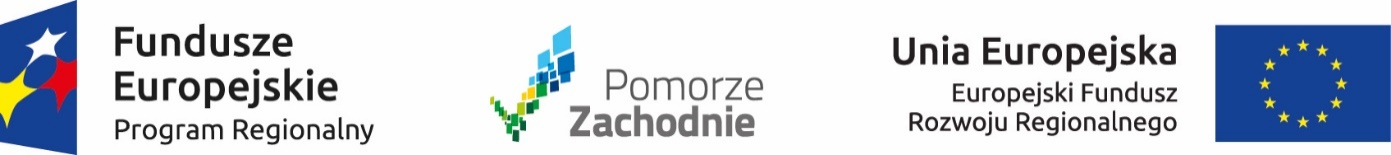 Fundusze
Europejskie
Program Regionalny
Pomorze
Zachodnie
Unia Europejska
Europejski Fundusz
Rozwoju Regionalnego